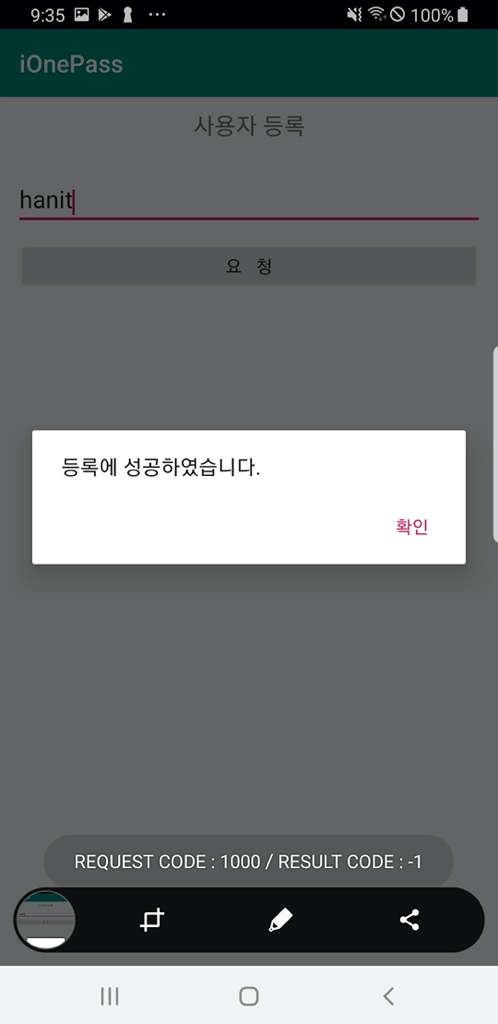 9:35 100%
iOnePass
사용자 등록
hanit
요 청
등록에 성공하였습니다.
확인
REQUEST CODE : 1000 / RESULT CODE : -1